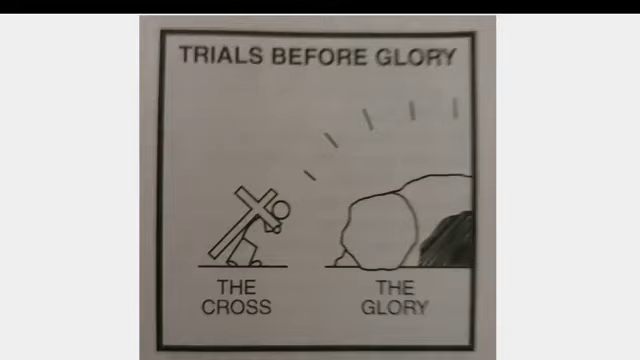 TRIALS BEFORE GLORY
THE
CROSS
THE
GLORY